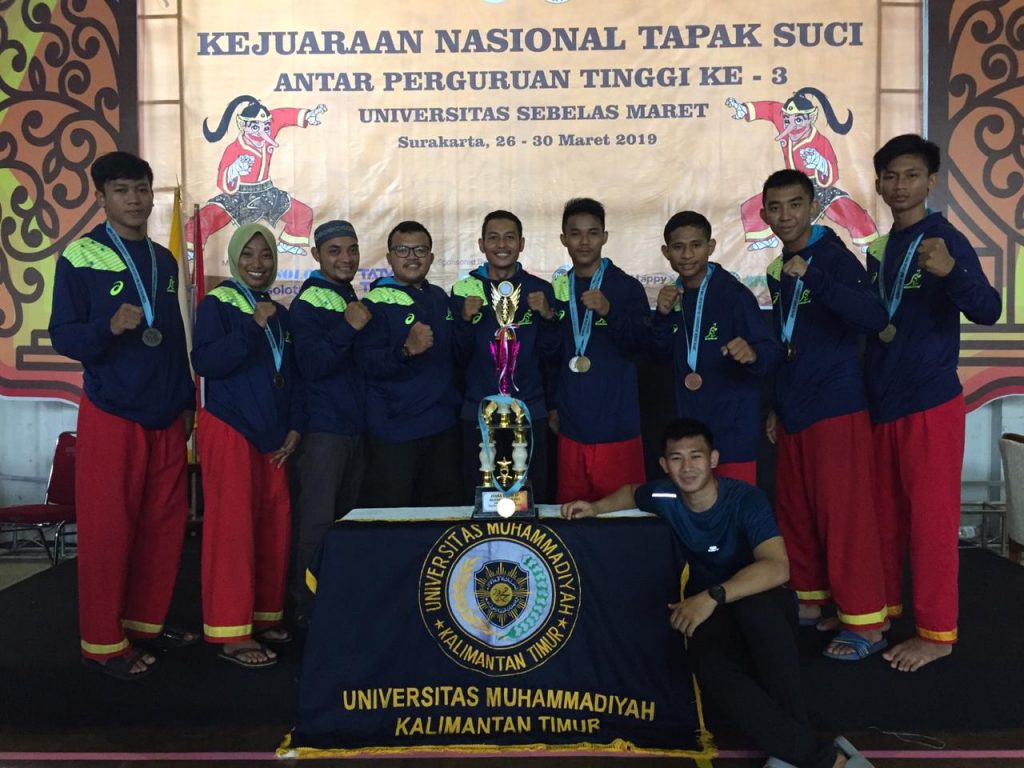 KEJUARAAN NASIONAL TAPAK SUCI
ANTAR PERGURUAN TINGGI KE - 3
UNIVERSITAS SEBELAS MARET
Surakarta, 26 - 30 Maret 2019
UNIVERSITAS MUHAMMADIYAH
KALIMANTAN TIMUR
UNIVERSITAS MUHAMMADIYAH
KALIMANTAN TIMUR